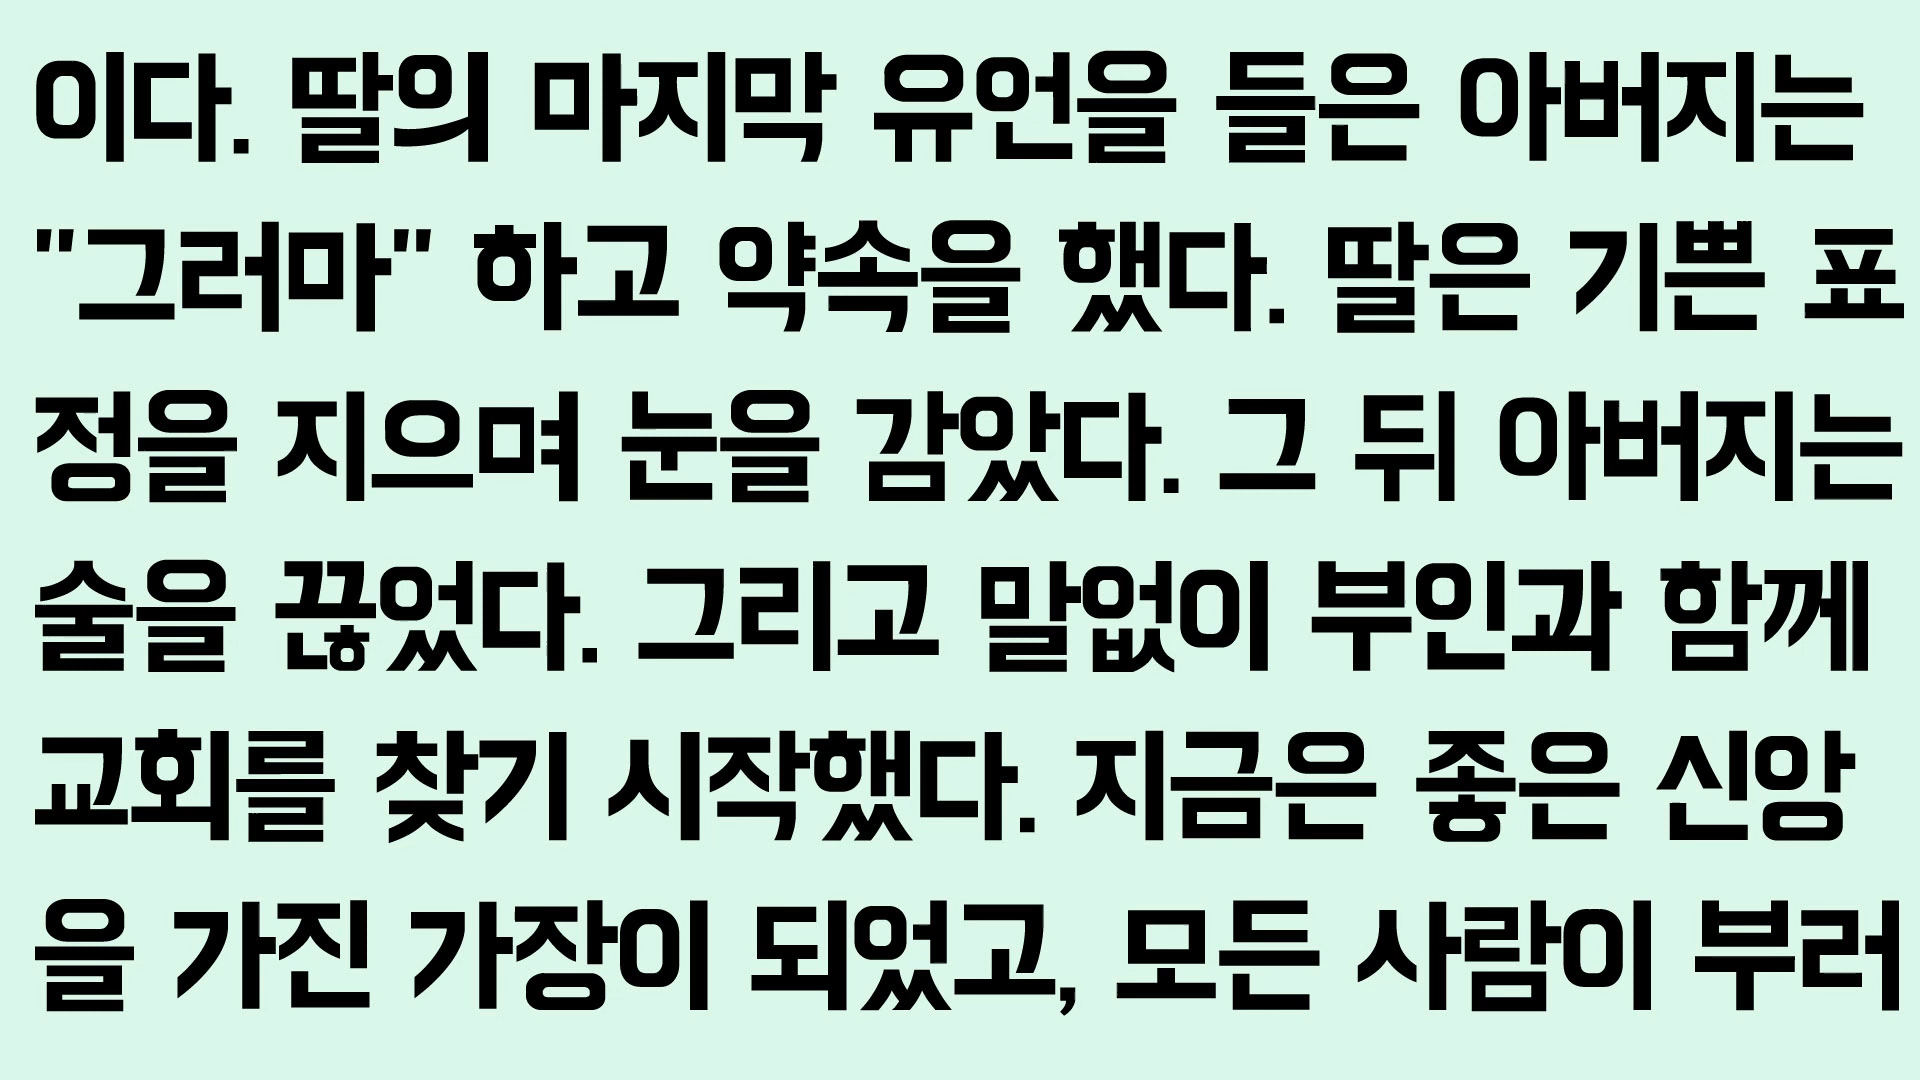 이다. 딸의 마지막 유언을 들은 아버지는
"그러마" 하고 약속을 했다. 딸은 기쁜 표
정을 지으며 눈을 감았다. 그 뒤 아버지는
술을 끊었다. 그리고 말없이 부인과 함께
교회를 찾기 시작했다. 지금은 좋은 신앙
을 가진 가장이 되었고, 모든 사람이 부러